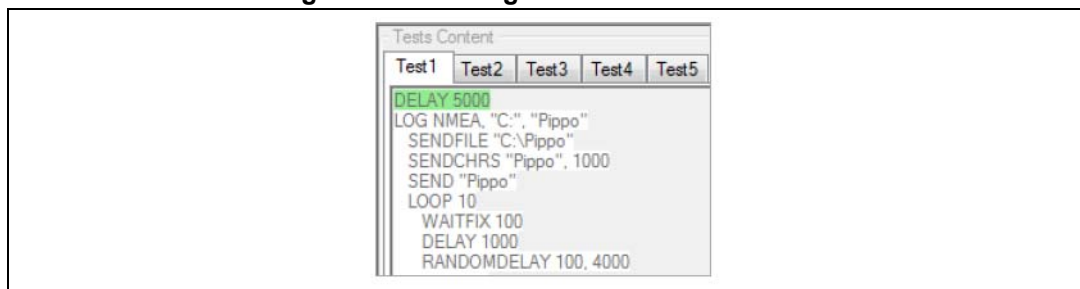 Tests Content
Test1 Test2 Test3 Test4 Test5
DELAY 5000
LOG NMEA, "C:", "Pippo"
SENDFILE "C:\Pippo"
SENDCHRS "Pippo", 1000
SEND "Pippo"
LOOP 10
WAITFIX 100
DELAY 1000
RANDOMDELAY 100, 4000